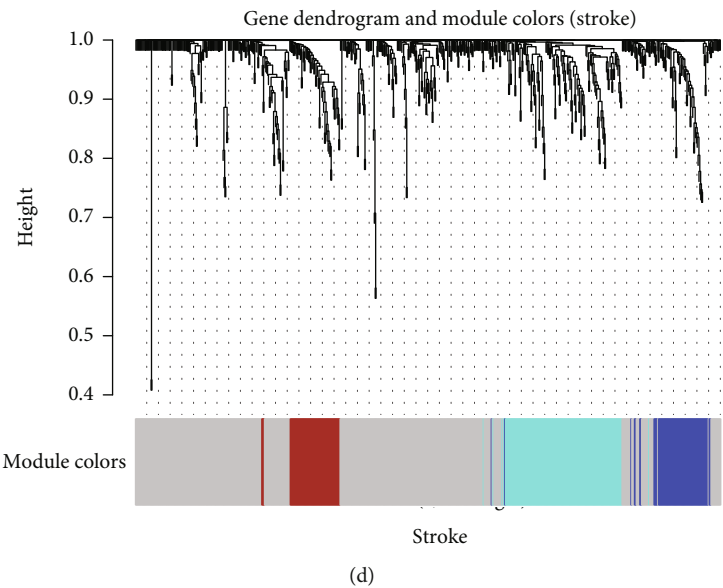 Gene dendrogram and module colors (stroke)
1.0
0.9
0.8
0.7
0.6
0.5
0.4
Height
Module colors
Stroke
(d)